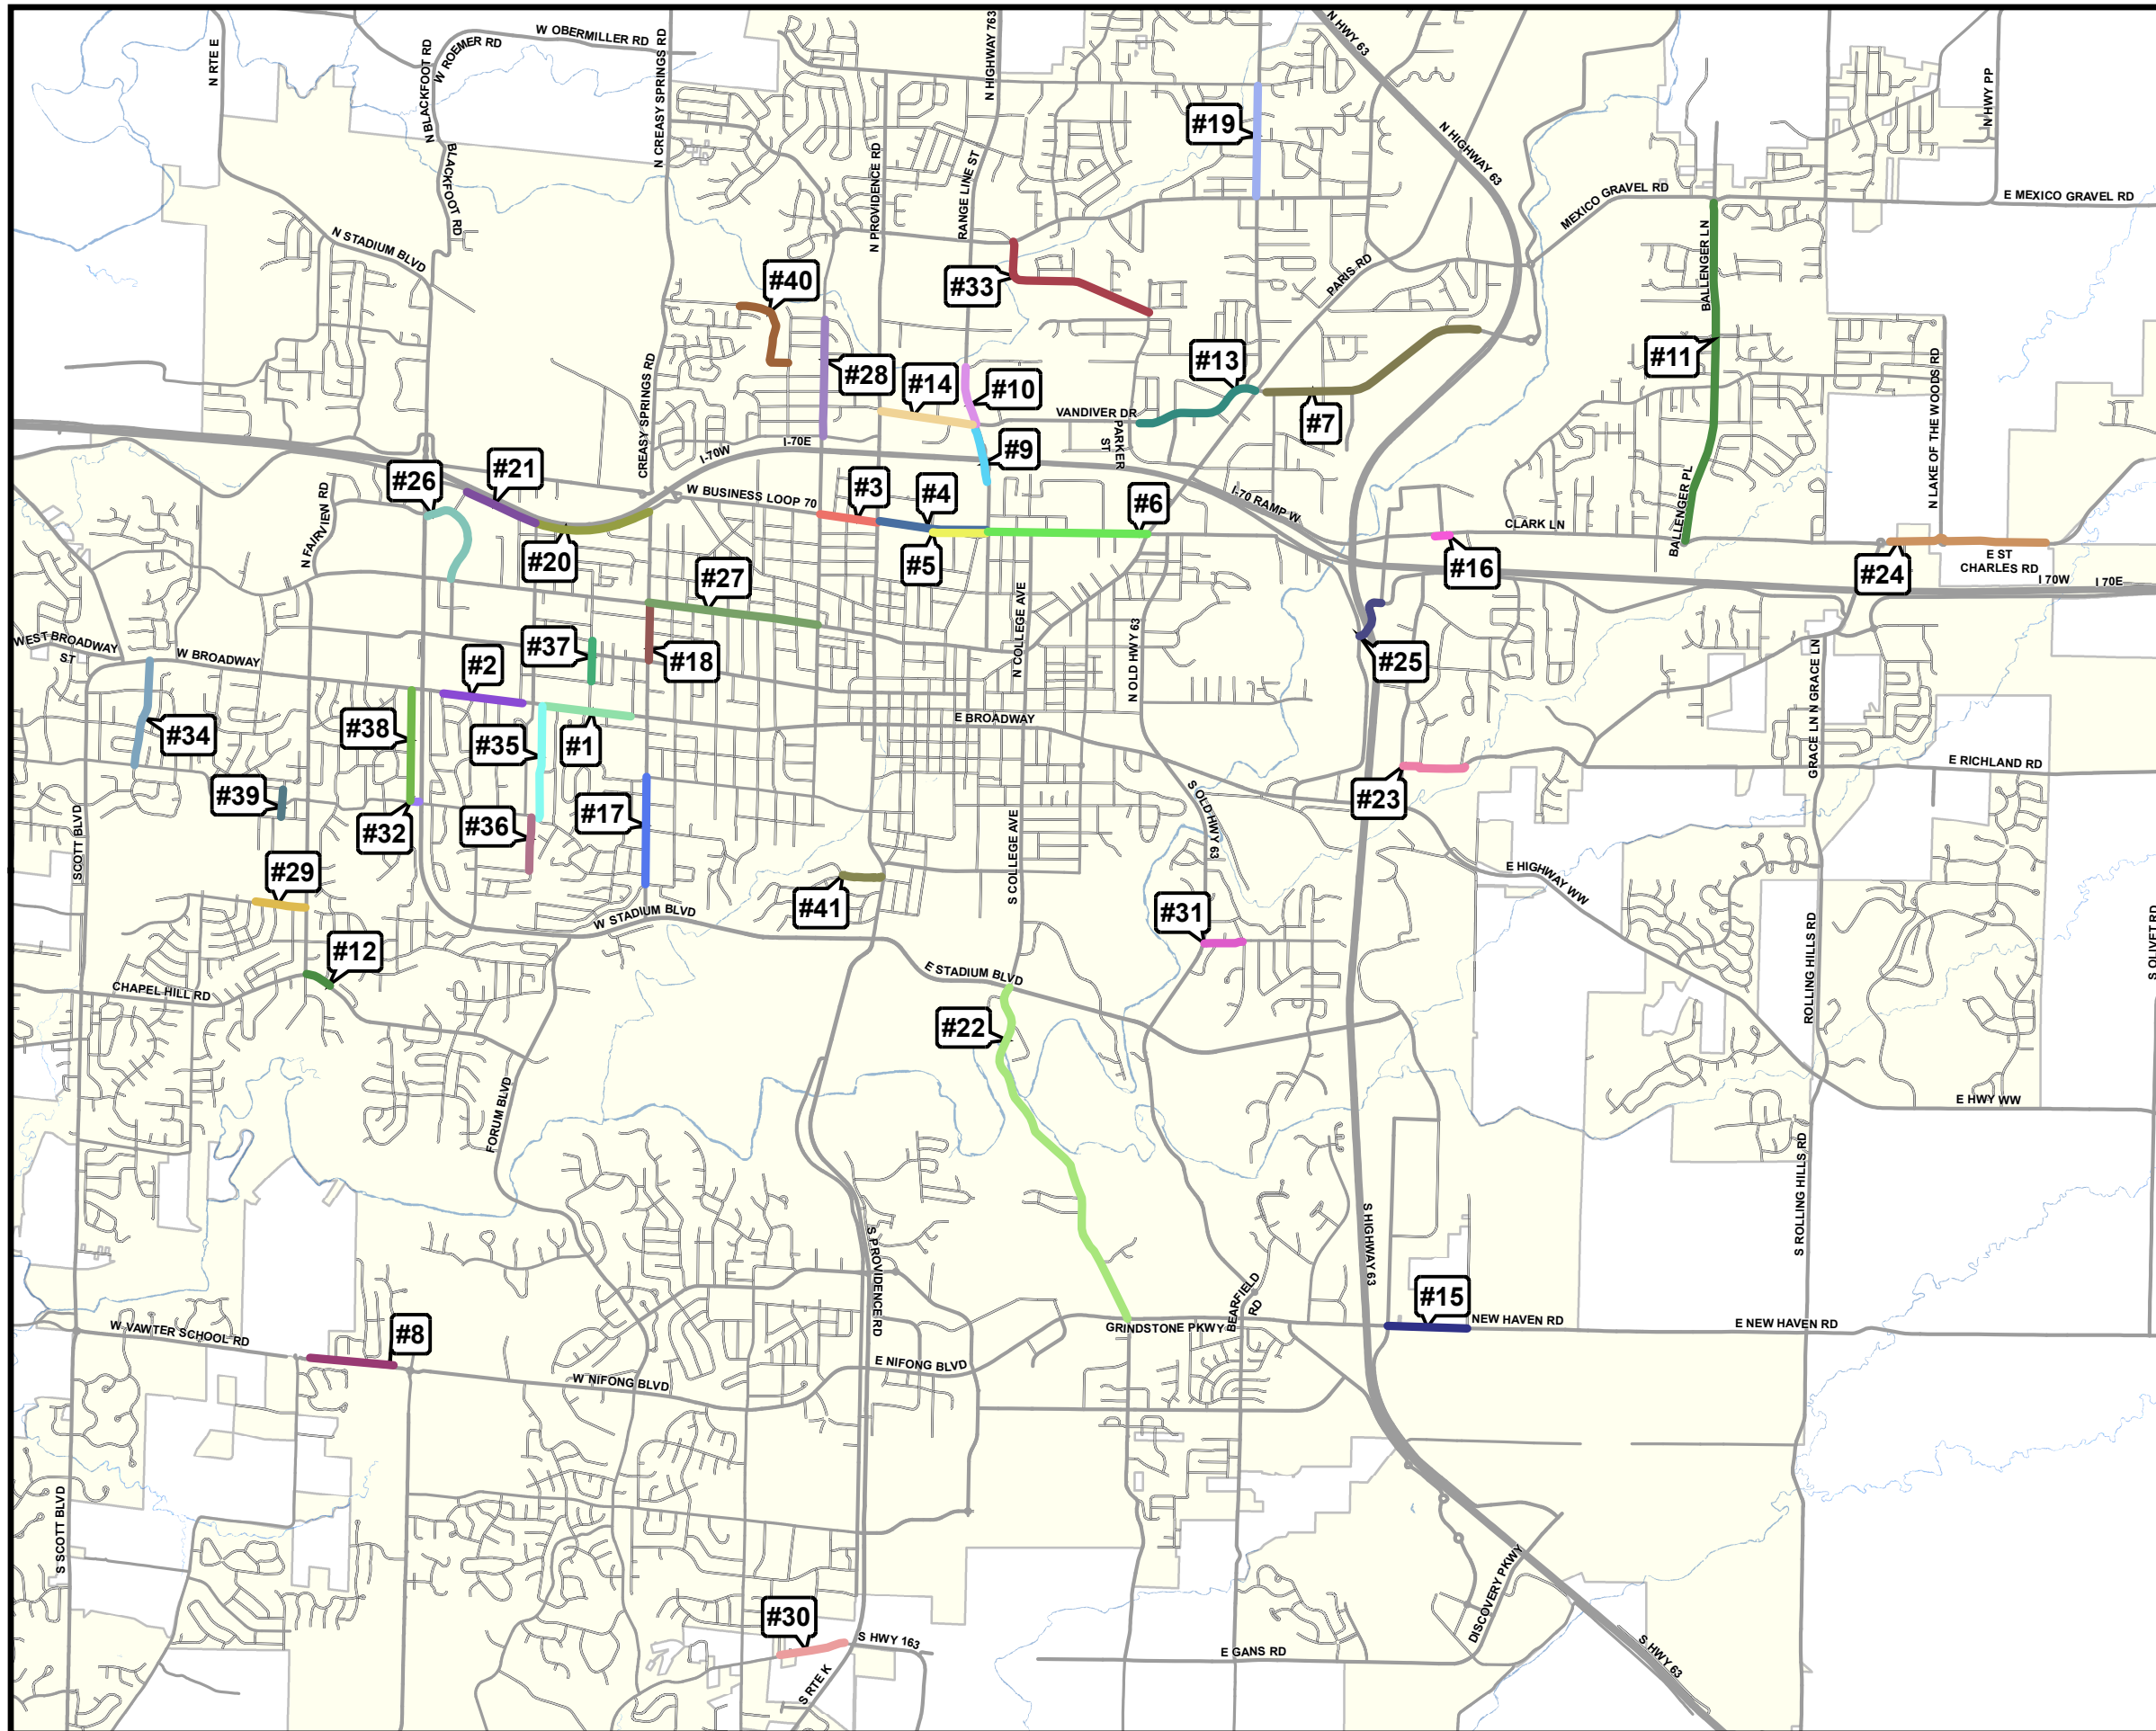 N RTE E
N BLACKFOOT RD
W ROEMER RD
W OBERMILLER RD
N CREASY SPRINGS RD
N HIGHWAY 763
N HWY 63
N HWY PP
BLACKFOOT RD
N PROVIDENCE RD
RANGE LINE ST
#19
N HIGHWAY 63
MEXICO GRAVEL RD
E MEXICO GRAVEL RD
N STADIUM BLVD
BALLENGER LN
PARIS RD
#40
#33
#28
#14
#10
#13
#7
#11
CREASY SPRINGS RD
VANDIVER DR
PARKER
ST
N LAKE OF THE WOODS RD
I-70E
I-70W
#9
#26
#21
W BUSINESS LOOP 70
#3
#4
#6
I-70 RAMP W
CLARK LN
BALLENGER PL
N FAIRVIEW RD
#20
#5
#16
#24
E ST
CHARLES RD
I 70W
I 70E
#27
WEST BROADWAY
ST
W BROADWAY
#37
#18
#2
N COLLEGE AVE
N OLD HWY 63
#25
GRACE LN
N GRACE LN
#34
#38
#35
#1
E BROADWAY
E RICHLAND RD
#39
#32
#36
#17
S OLD HWY 63
#23
SCOTT BLVD
S COLLEGE AVE
#29
#41
E HIGHWAY WW
#31
W STADIUM BLVD
#12
CHAPEL HILL RD
E STADIUM BLVD
ROLLING HILLS RD
S OLIVET RD
#22
FORUM BLVD
E HWY WW
S ROLLING HILLS RD
S PROVIDENCE RD
S HIGHWAY 63
BEARFIELD
RD
#15
W VAWTER SCHOOL RD
#8
GRINDSTONE PKWY
NEW HAVEN RD
E NEW HAVEN RD
E NIFONG BLVD
W NIFONG BLVD
S SCOTT BLVD
DISCOVERY PKWY
#30
S HWY 163
S RTE K
E GANS RD
S HWY 63